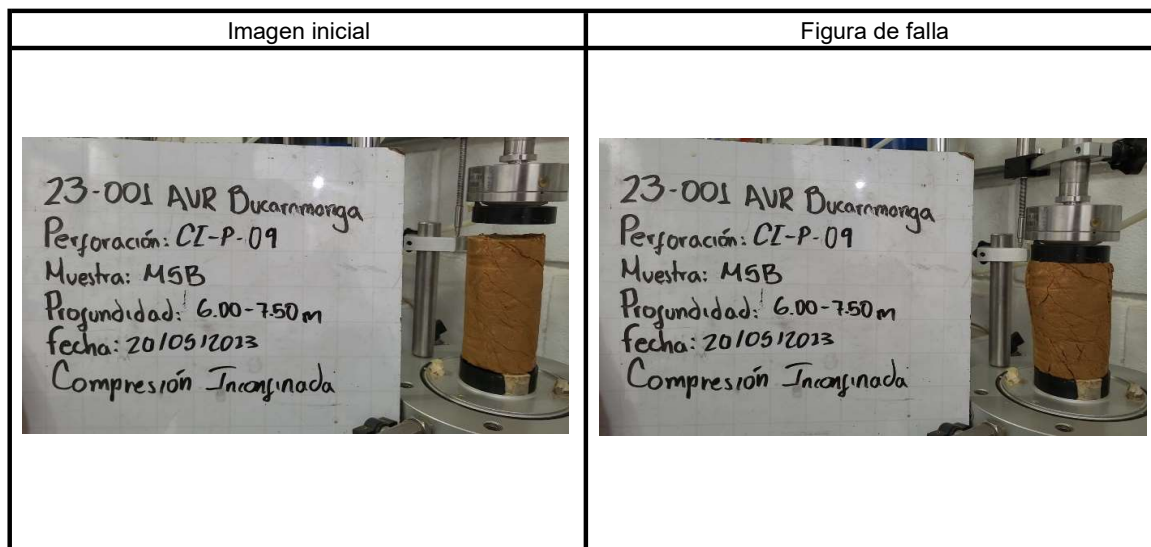 Imagen inicial
Figura de falla
23-001 AVR Bucarnmonga
Perforación: CI-P-09
Muestra: M5B
Profundidad: 6.00-7.50 m
fecha: 20/05/2023
Compresión Inconfinada
23-001 AVR Bucarnmonga
Perforación: CI-P-09
Muestra: M5B
Profundidad: 6.00-7.50 m
fecha: 20/05/2023
Compresión Inconfinada